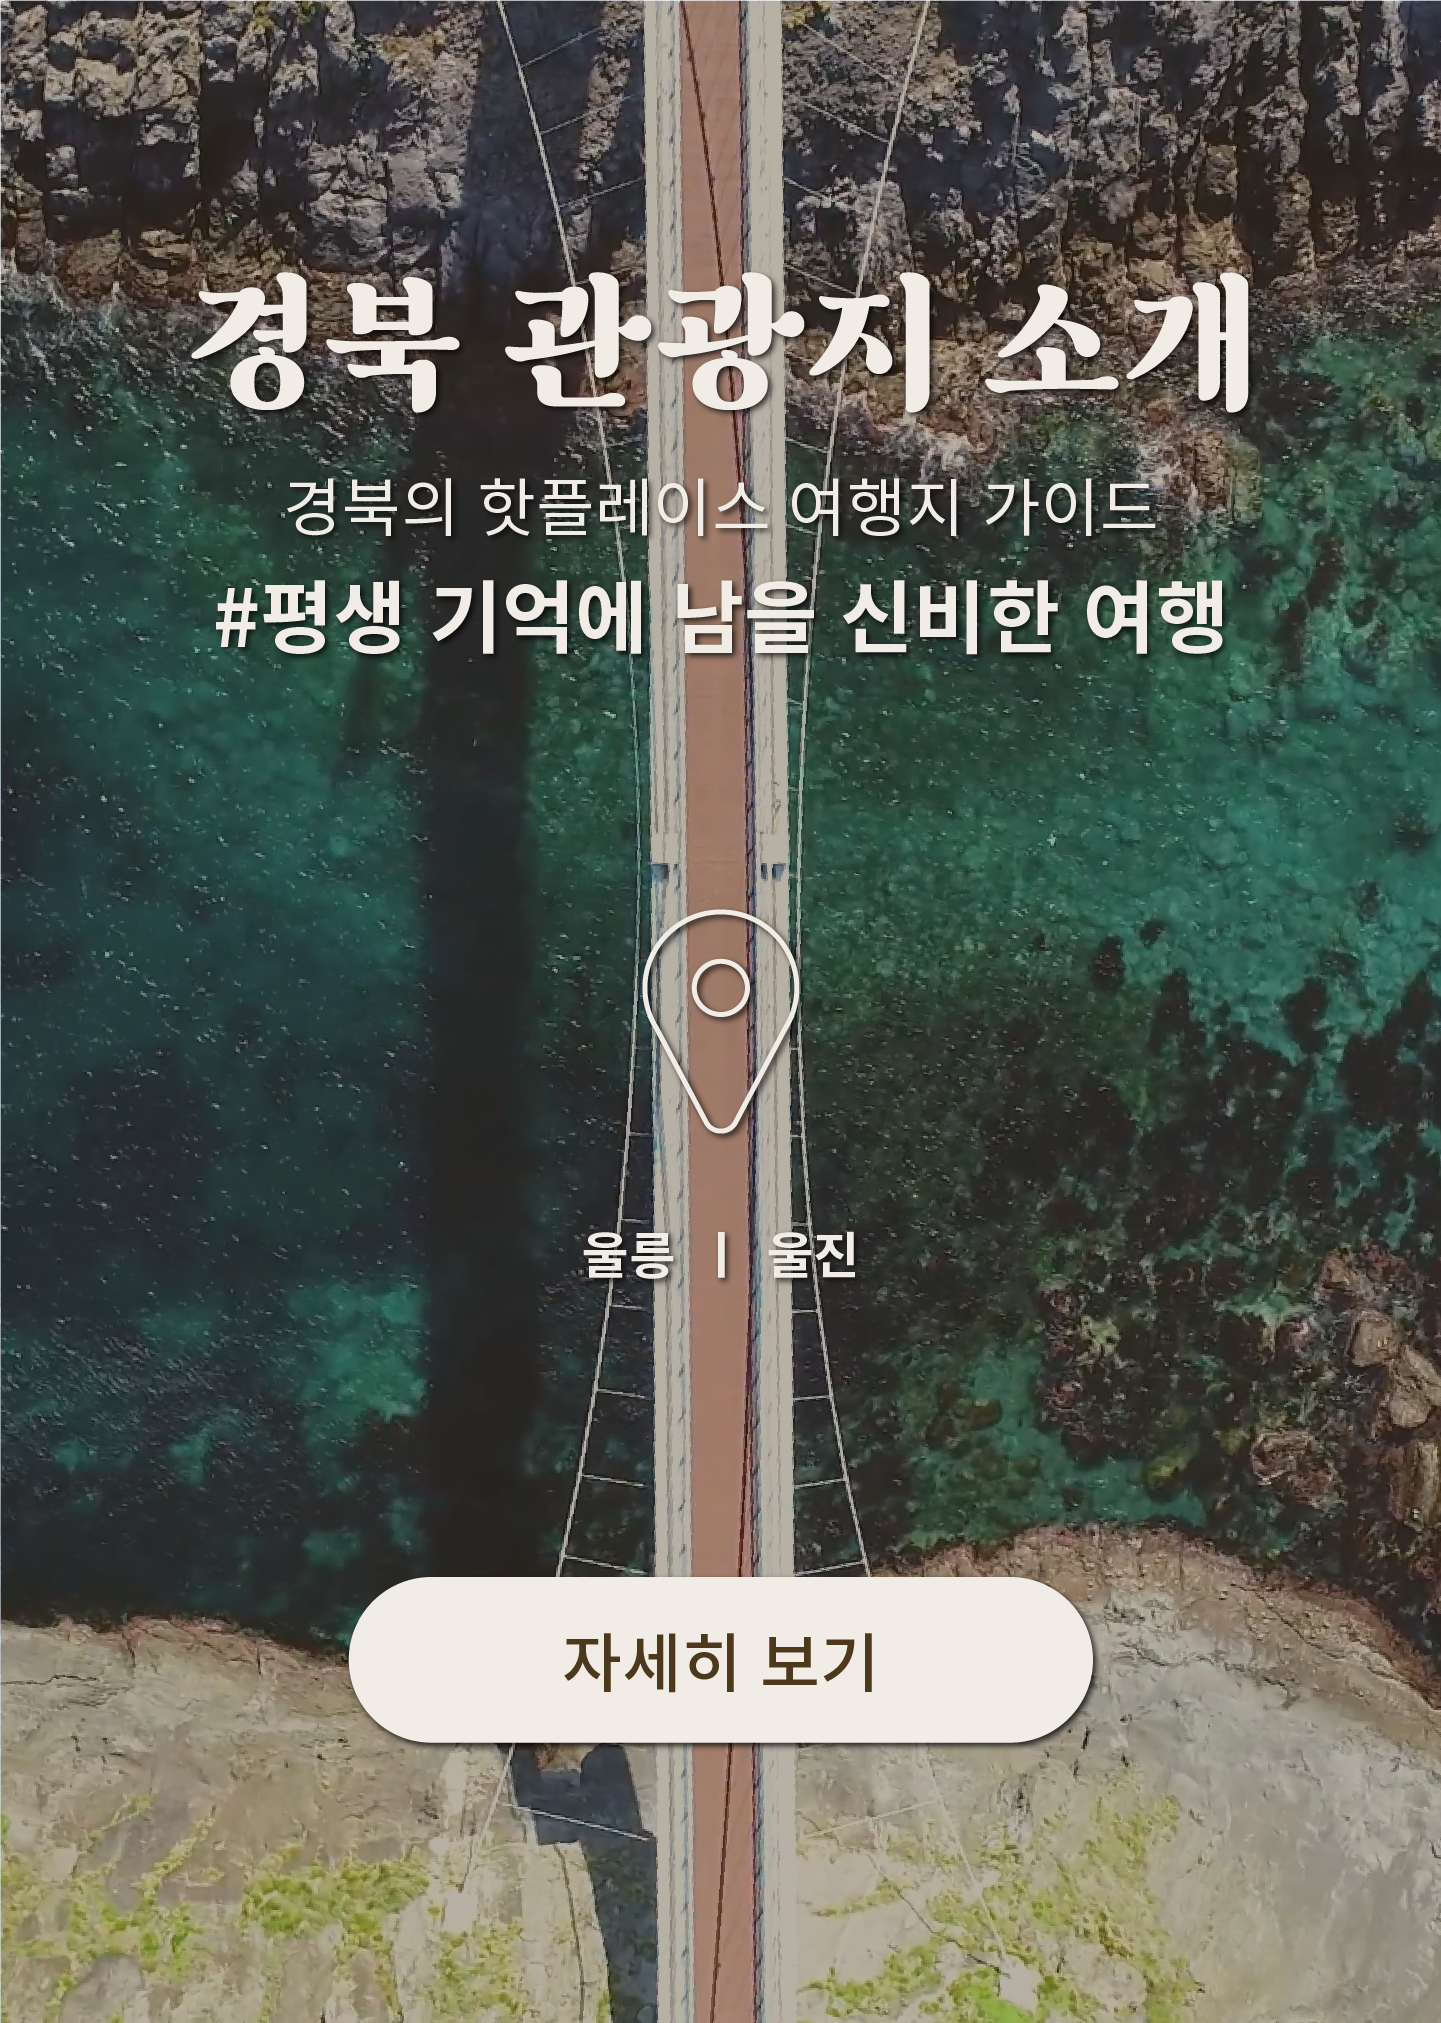 경북 관광지 소개
경북의 핫플레이스 여행지 가이드
#평생 기억에 남을 신비한 여행
울릉 | 울진
자세히 보기